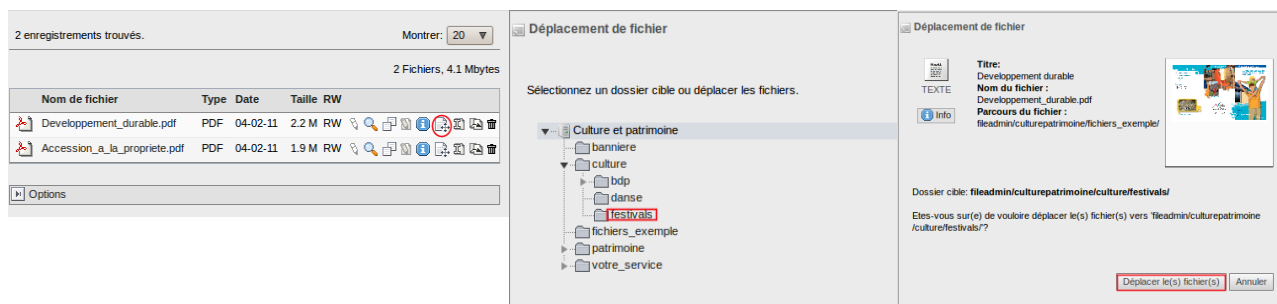 2 enregistrements trouvés. Montrer: 20
2 Fichiers, 4.1 Mbytes
Nom de fichier Type Date Taille RW
Developpement_durable.pdf PDF 04-02-11 2.2 M RW
Accession_a_la_propriete.pdf PDF 04-02-11 1.9 M RW
Options
Déplacement de fichier
Sélectionnez un dossier cible ou déplacer les fichiers.
Culture et patrimoine
banniere
culture
bdp
danse
festivals
fichiers_exemple
patrimoine
votre_service
Déplacement de fichier
TEXTE
Info
Titre:
Developpement durable
Nom du fichier :
Developpement_durable.pdf
Parcours du fichier :
fileadmin/culturepatrimoine/fichiers_exemple/
Dossier cible: fileadmin/culturepatrimoine/culture/festivals/
Etes-vous sur(e) de vouloire déplacer le(s) fichier(s) vers 'fileadmin/culturepatrimoine
/culture/festivals/'?
Déplacer le(s) fichier(s) Annuler